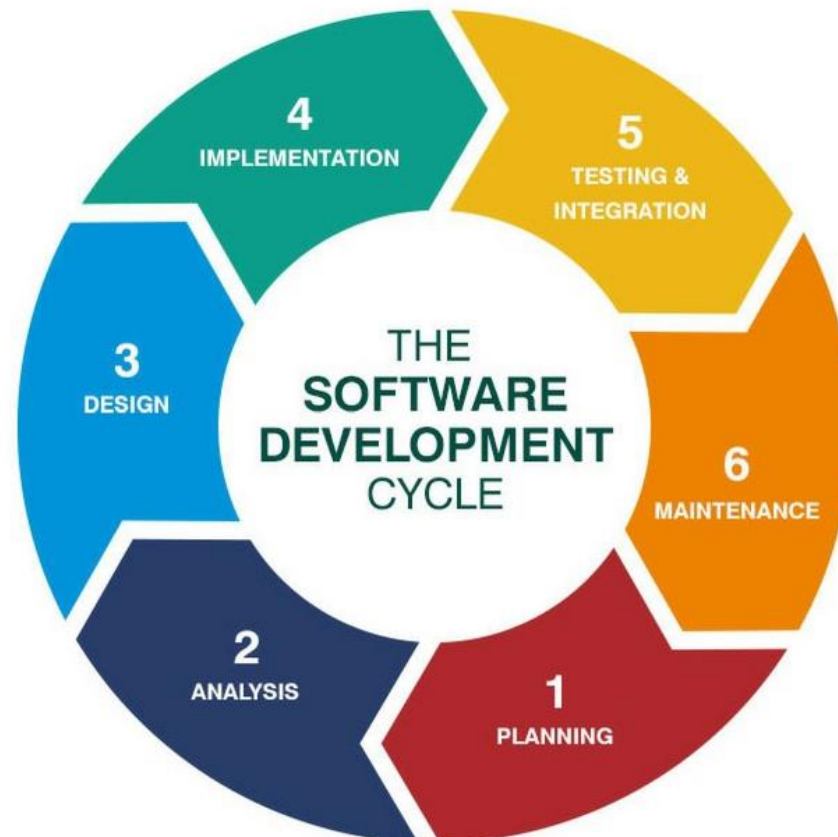 THE
SOFTWARE
DEVELOPMENT
CYCLE
1
PLANNING
2
ANALYSIS
3
DESIGN
4
IMPLEMENTATION
5
TESTING &
INTEGRATION
6
MAINTENANCE